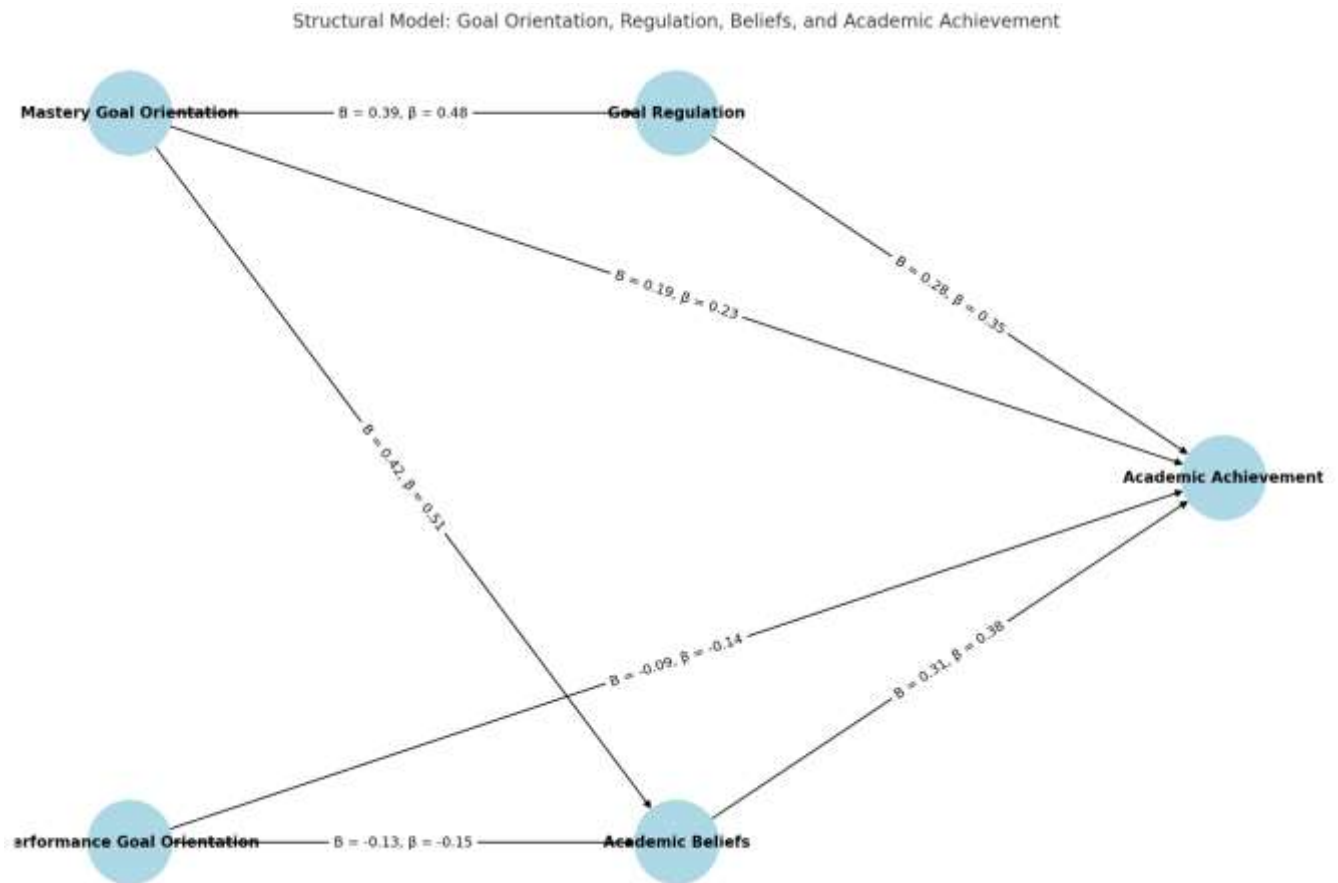 Structural Model: Goal Orientation, Regulation, Beliefs, and Academic Achievement
Mastery Goal Orientation
B = 0.39, β = 0.48
Goal Regulation
B = 0.28, β = 0.35
B = 0.19, β = 0.23
B = 0.42, β = 0.51
Academic Achievement
B = -0.09, β = -0.14
B = 0.31, β = 0.38
erformance Goal Orientation
B = -0.13, β = -0.15
Academic Beliefs